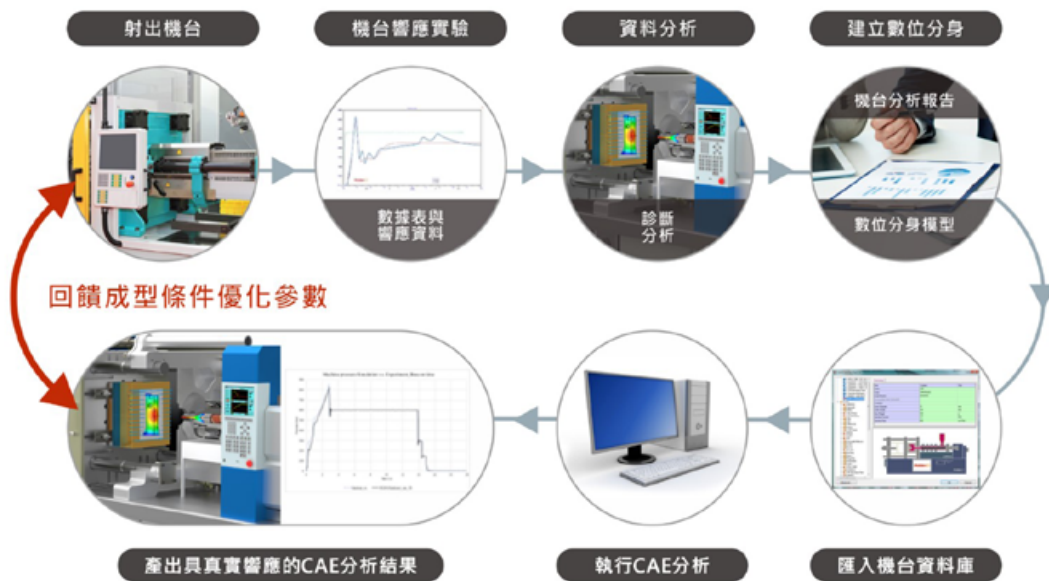 射出機台
機台響應實驗
資料分析
建立數位分身
數據表與
響應資料
診斷
分析
機台分析報告
數位分身模型
回饋成型條件優化參數
產出具真實響應的CAE分析結果
執行CAE分析
匯入機台資料庫